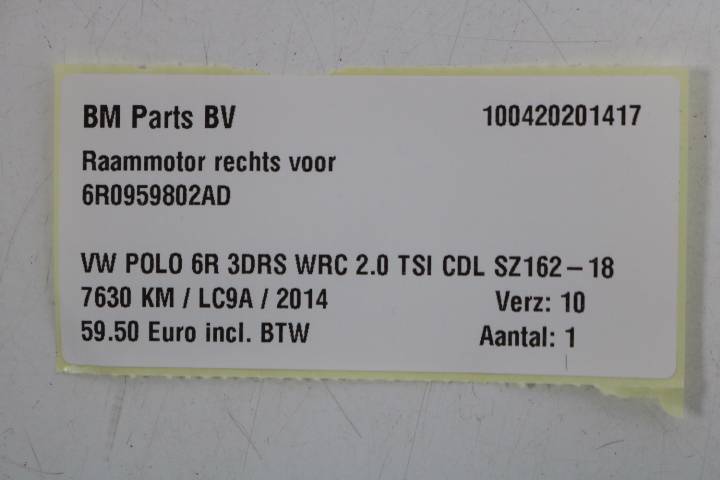 BM Parts BV 100420201417
Raammotor rechts voor
6R0959802AD
VW POLO 6R 3DRS WRC 2.0 TSI CDL SZ162-18
7630 KM / LC9A / 2014 Verz: 10
59.50 Euro incl. BTW Aantal: 1